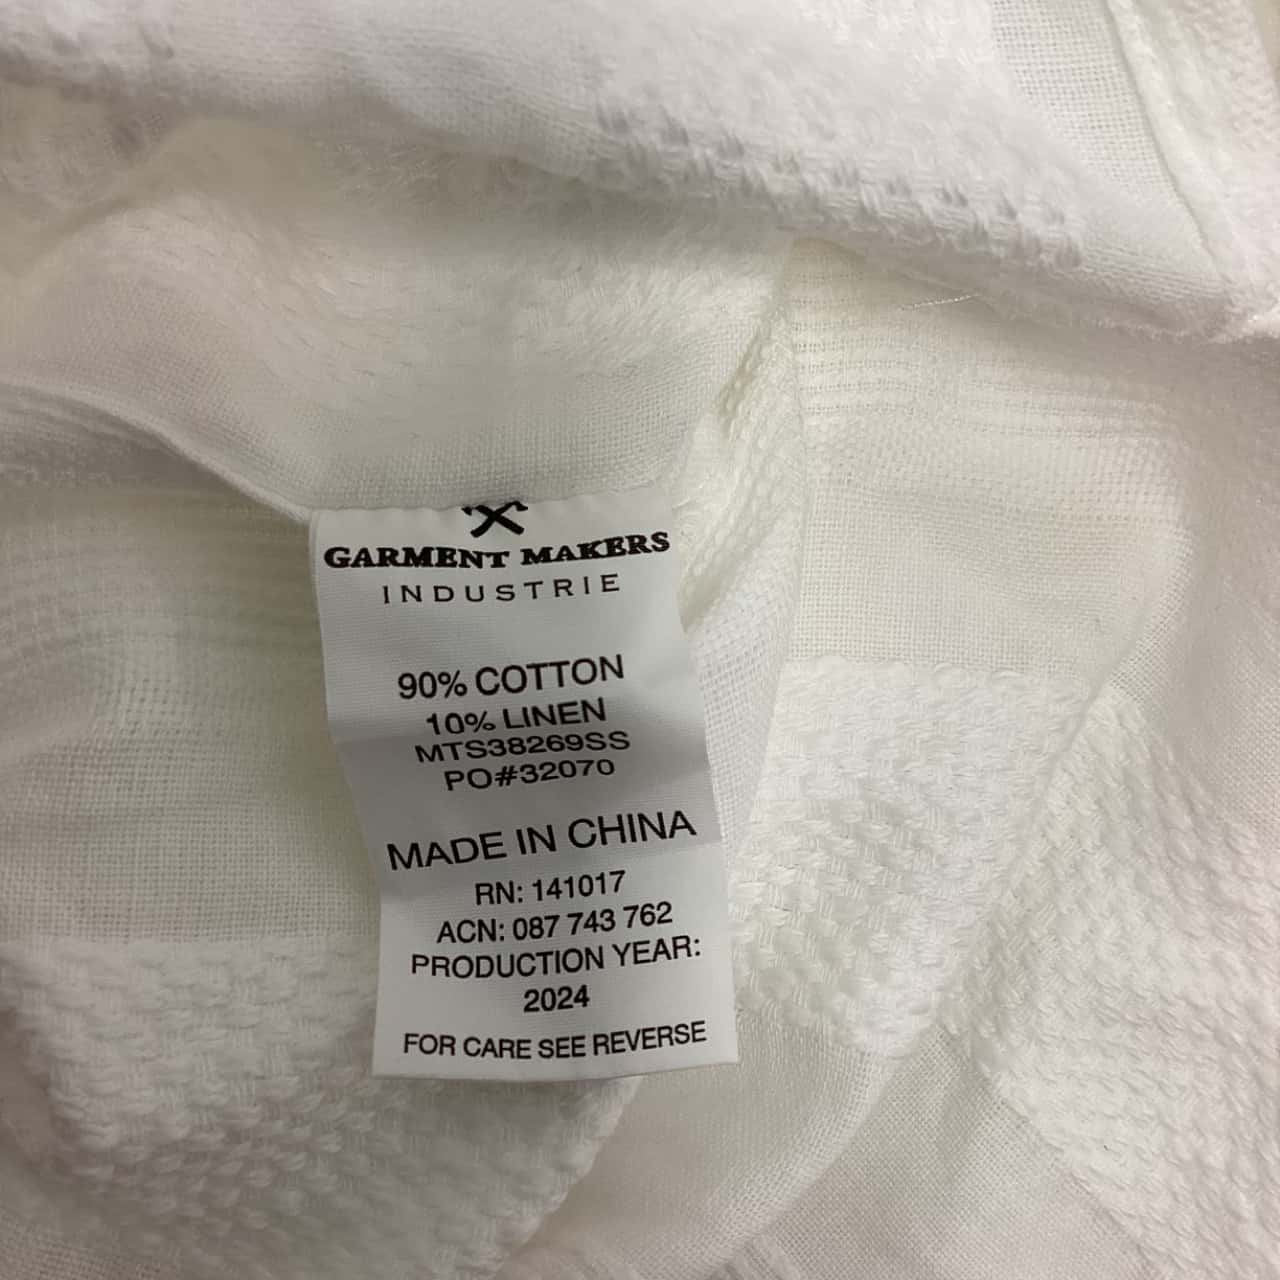 GARMENT MAKERS
INDUSTRIE
90% COTTON
10% LINEN
MTS38269SS
PO#32070
MADE IN CHINA
RN: 141017
ACN: 087 743 762
PRODUCTION YEAR:
2024
FOR CARE SEE REVERSE